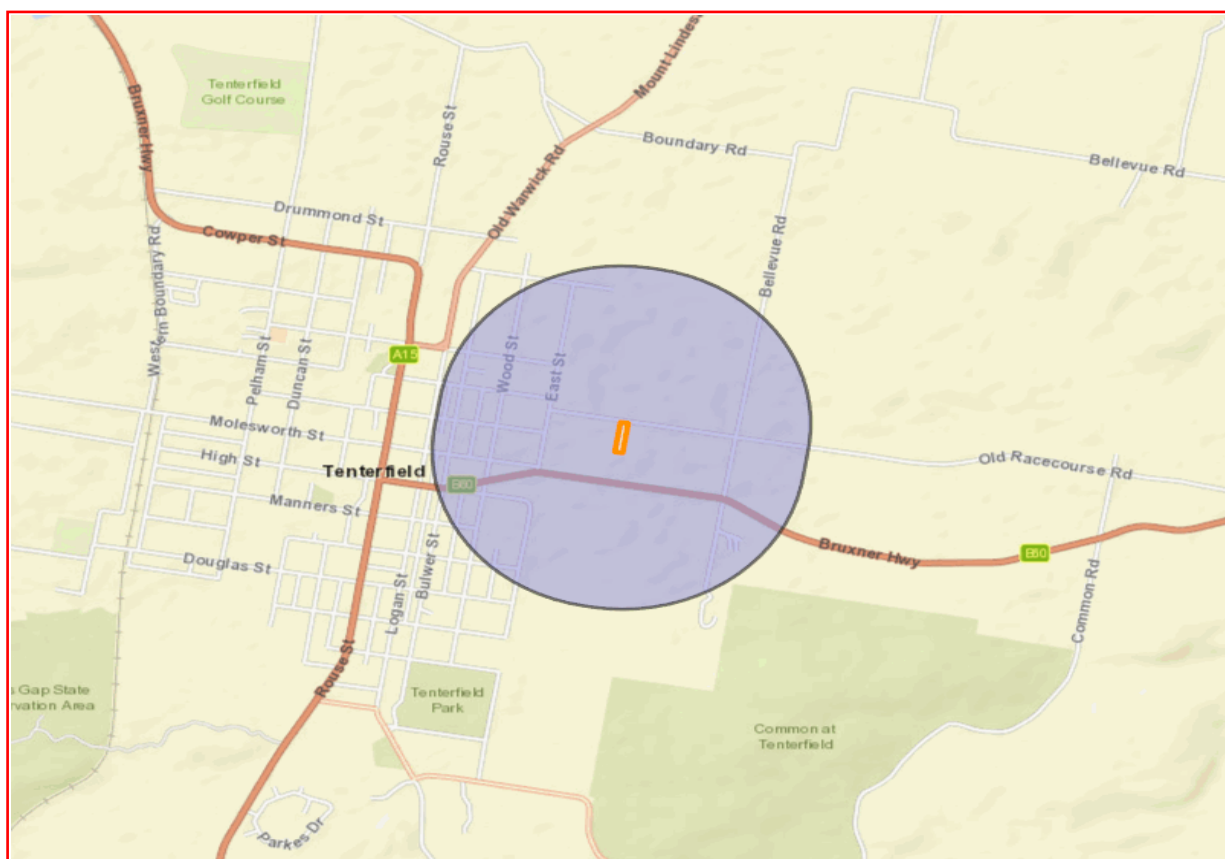 Tenterfield
Golf Course
Bruxner Hwy
Rouse St
Mount Lindes
Old Warwick Rd
Boundary Rd
Bellevue Rd
Bellevue Rd
Drummond St
Cowper St
Western Boundary Rd
A15
Pelham St
Duncan St
Wood St
East St
Molesworth St
High St
Tenterfield
B60
Manners St
Old Racecourse Rd
Bruxner Hwy
B60
Douglas St
Logan St
Bulwer St
Common Rd
Rouse St
s Gap State
rvation Area
Tenterfield
Park
Common at
Tenterfield
Parkes Dr